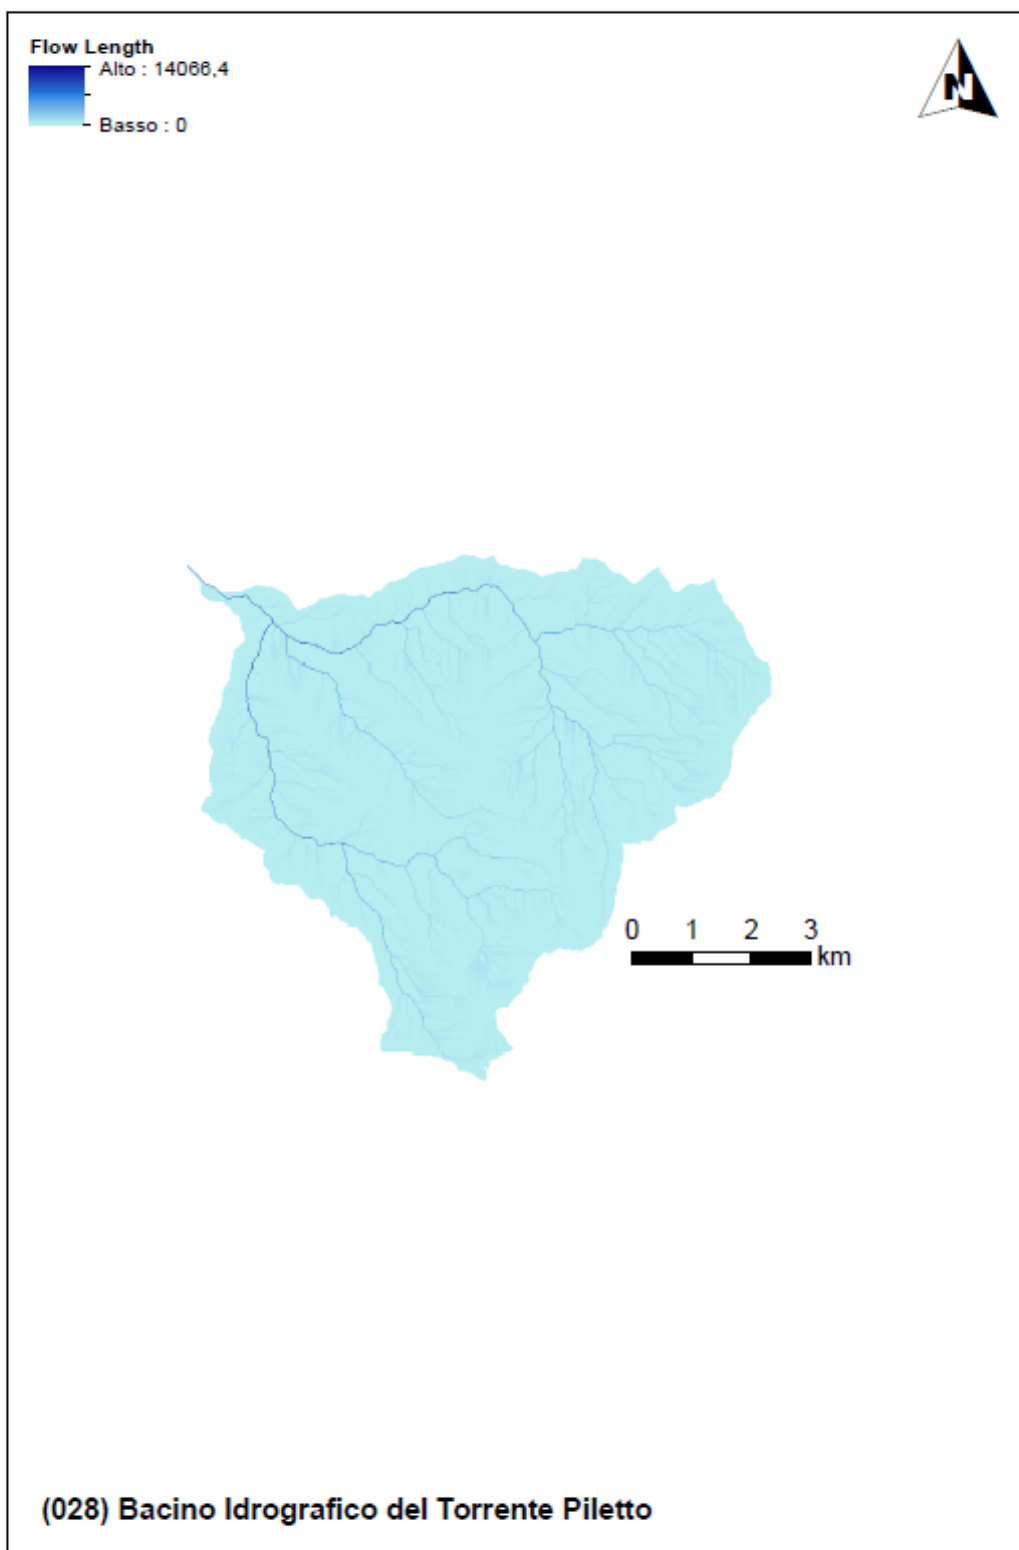 Flow Length
Alto : 14066,4
Basso : 0
N
0 1 2 3
km
(028) Bacino Idrografico del Torrente Piletto